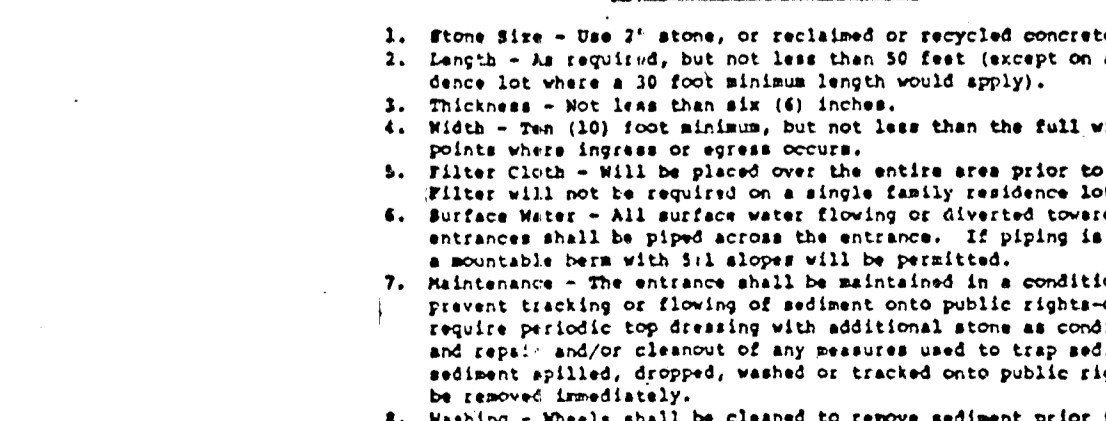 1. Stone Size - Use 2" stone, or reclaimed or recycled concrete
2. Length - As required, but not less than 50 feet (except on
dence lot where a 30 foot minimum length would apply).
3. Thickness - Not less than six (6) inches.
4. Width - Ten (10) foot minimum, but not less than the full w
points where ingress or egress occurs.
5. Filter Cloth - Will be placed over the entire area prior to
Filter will not be required on a single family residence lo
6. Surface Water - All surface water flowing or diverted towar
entrances shall be piped across the entrance. If piping is
a mountable berm with 5:1 slopes will be permitted.
7. Maintenance - The entrance shall be maintained in a conditi
prevent tracking or flowing of sediment onto public rights-
require periodic top dressing with additional stone as cond
and repair and/or cleanout of any measures used to trap sed
sediment spilled, dropped, washed or tracked onto public ri
be removed immediately.
8. Washing - Wheels shall be cleaned to remove sediment prior